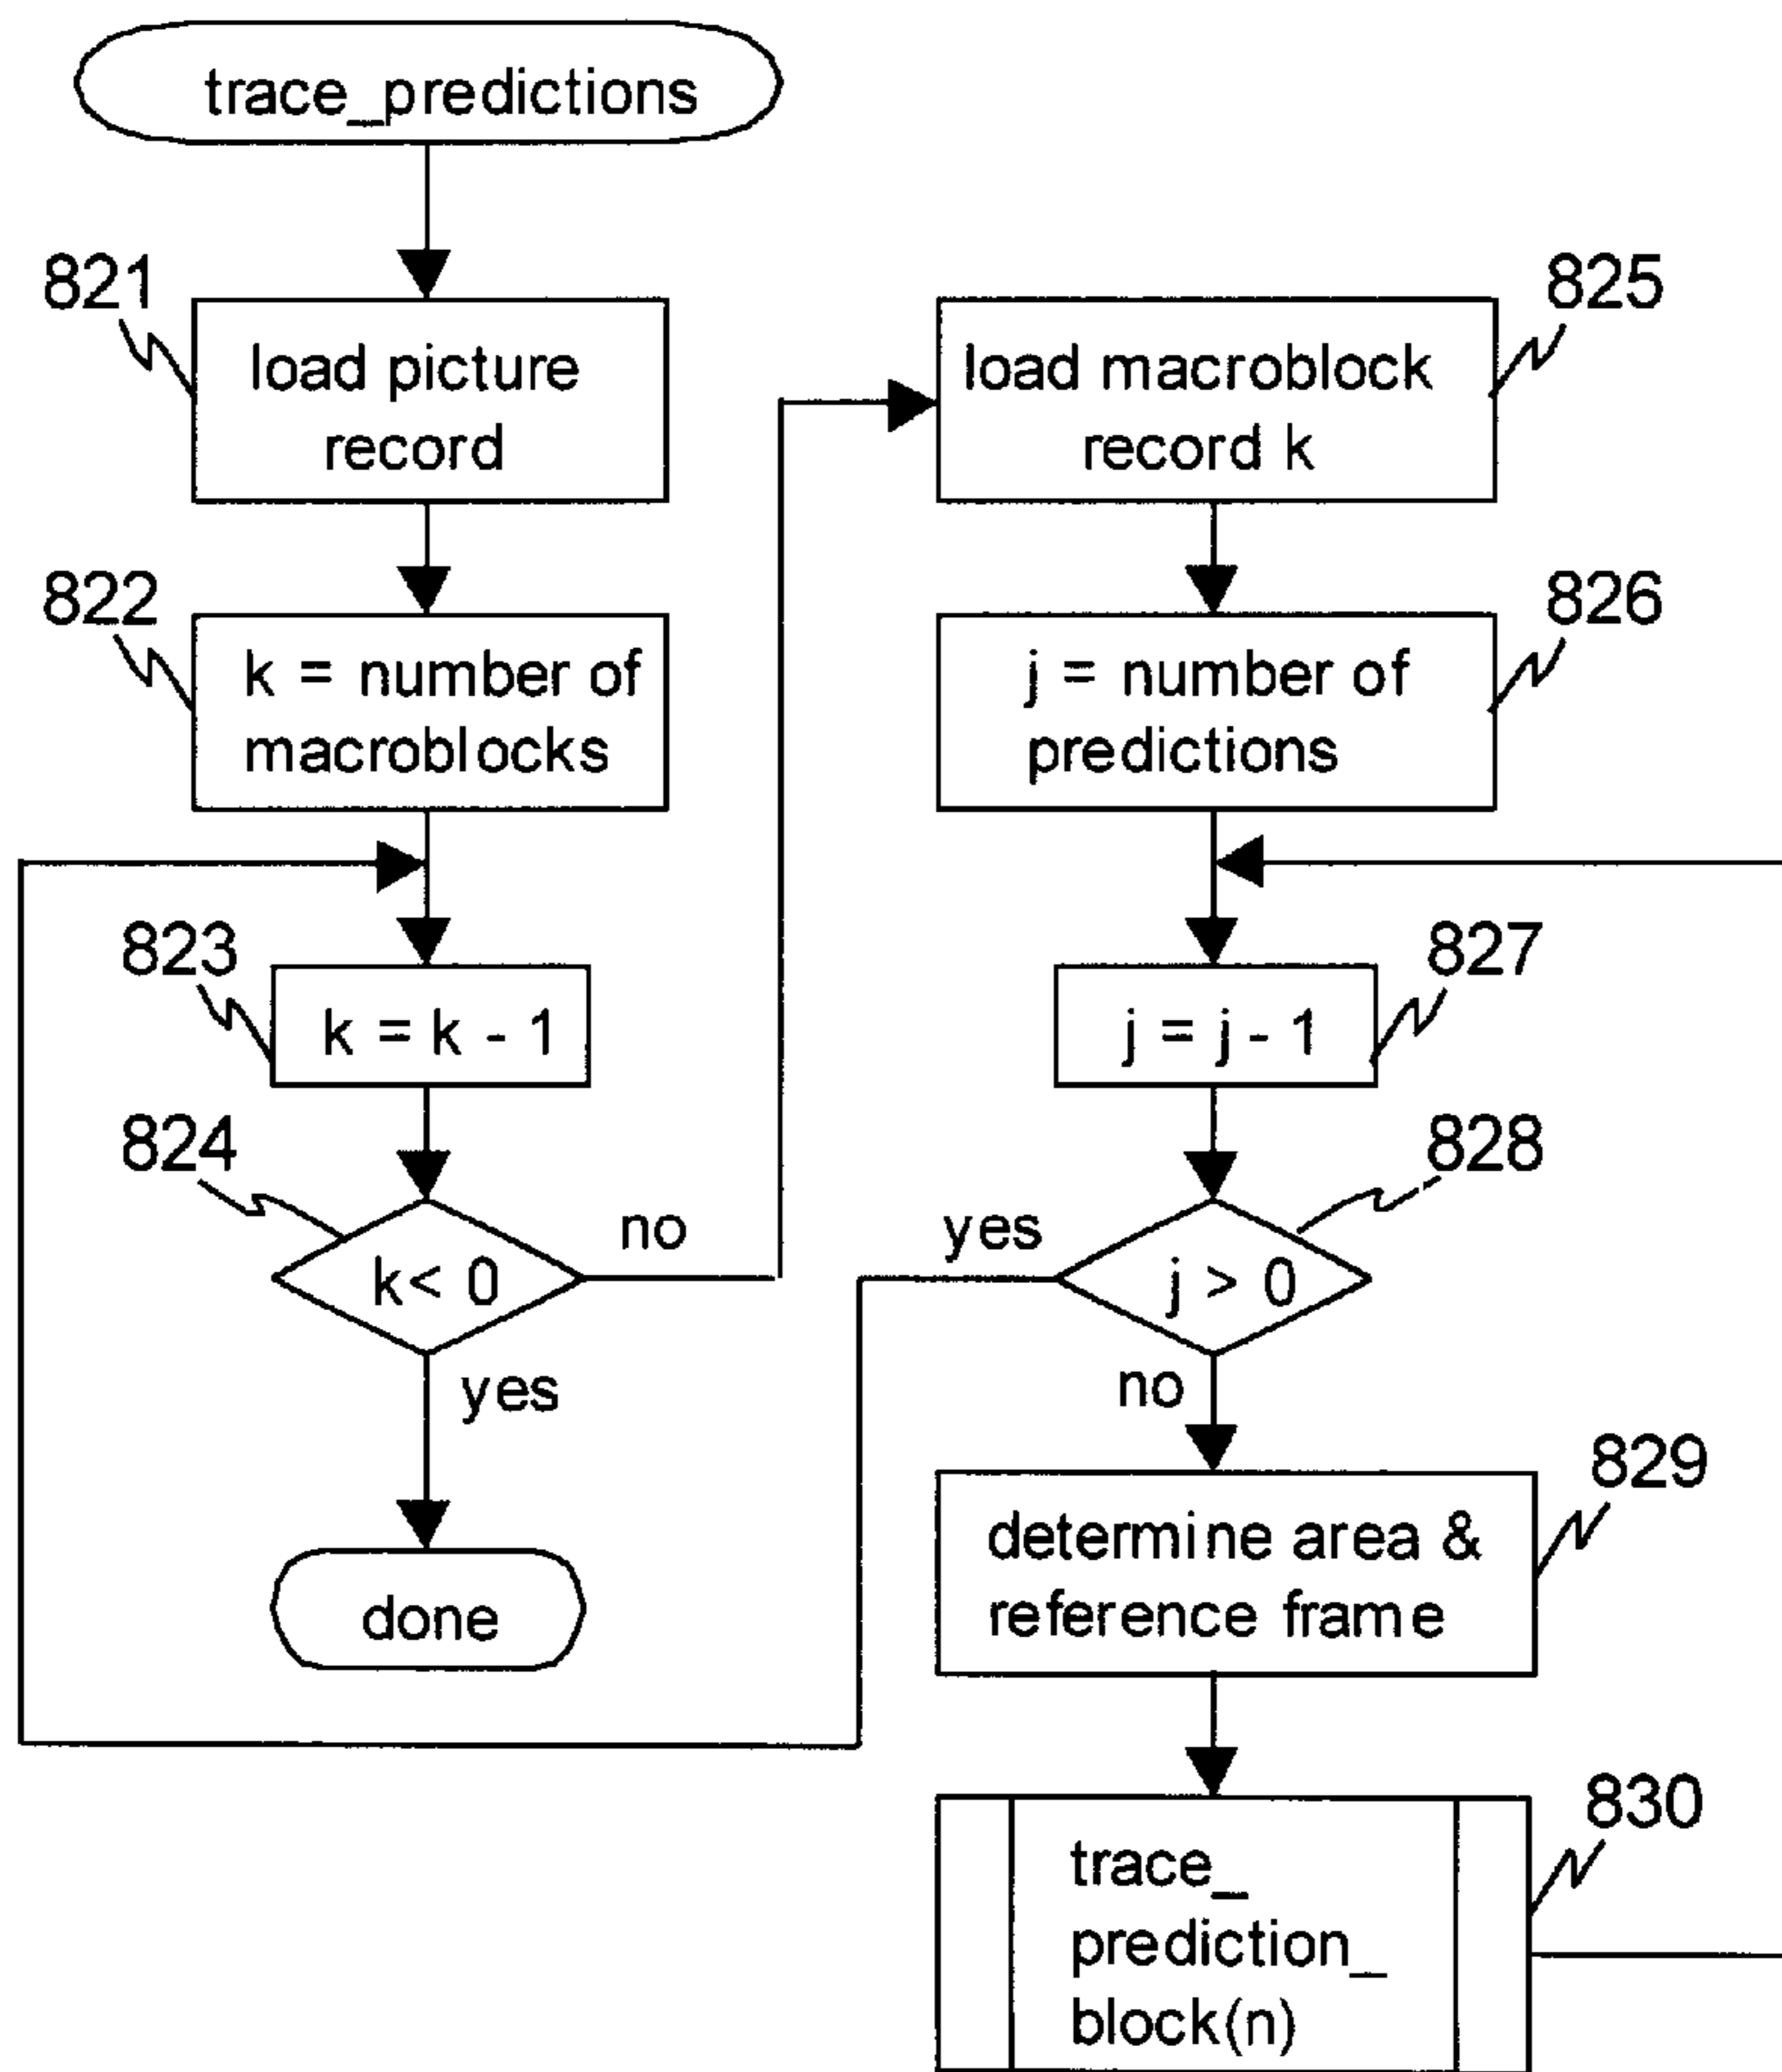 trace_predictions
821
load picture
record
822
k = number of
macroblocks
823
k = k - 1
824
k< 0
no
yes
done
825
load macroblock
record k
826
j = number of
predictions
827
j = j - 1
828
yes
j > 0
no
829
determine area &
reference frame
830
trace_
prediction_
block(n)